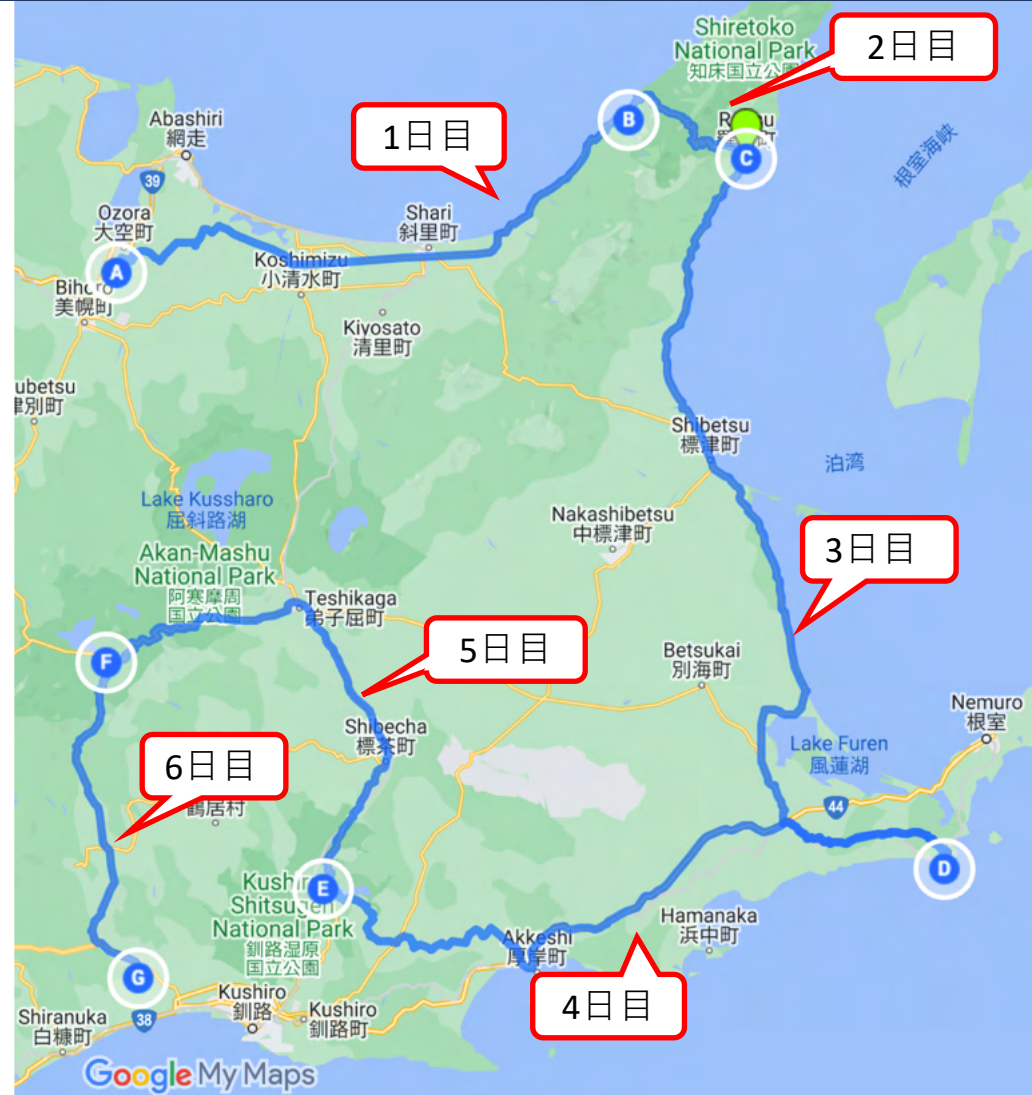 Shiretoko
National Park
知床国立公園
2日目
Abashiri
網走
1日目
B
C
39
根室海峡
Ozora
大空町
Shari
斜里町
A
Koshimizu
小清水町
Bihoro
美幌町
Kiyosato
清里町
ubetsu
津別町
Shibetsu
標津町
泊湾
Lake Kussharo
屈斜路湖
Nakashibetsu
中標津町
3日目
Akan-Mashu
National Park
阿寒摩周
国立公園
Teshikaga
弟子屈町
5日目
F
Betsukai
別海町
Nemuro
根室
Shibecha
標茶町
Lake Furen
風蓮湖
6日目
44
鶴居村
D
E
Kushiro
Shitsugen
National Park
釧路湿原
国立公園
Hamanaka
浜中町
Akkeshi
厚岸町
4日目
G
Kushiro
釧路
Kushiro
釧路町
38
Shiranuka
白糠町
Google My Maps